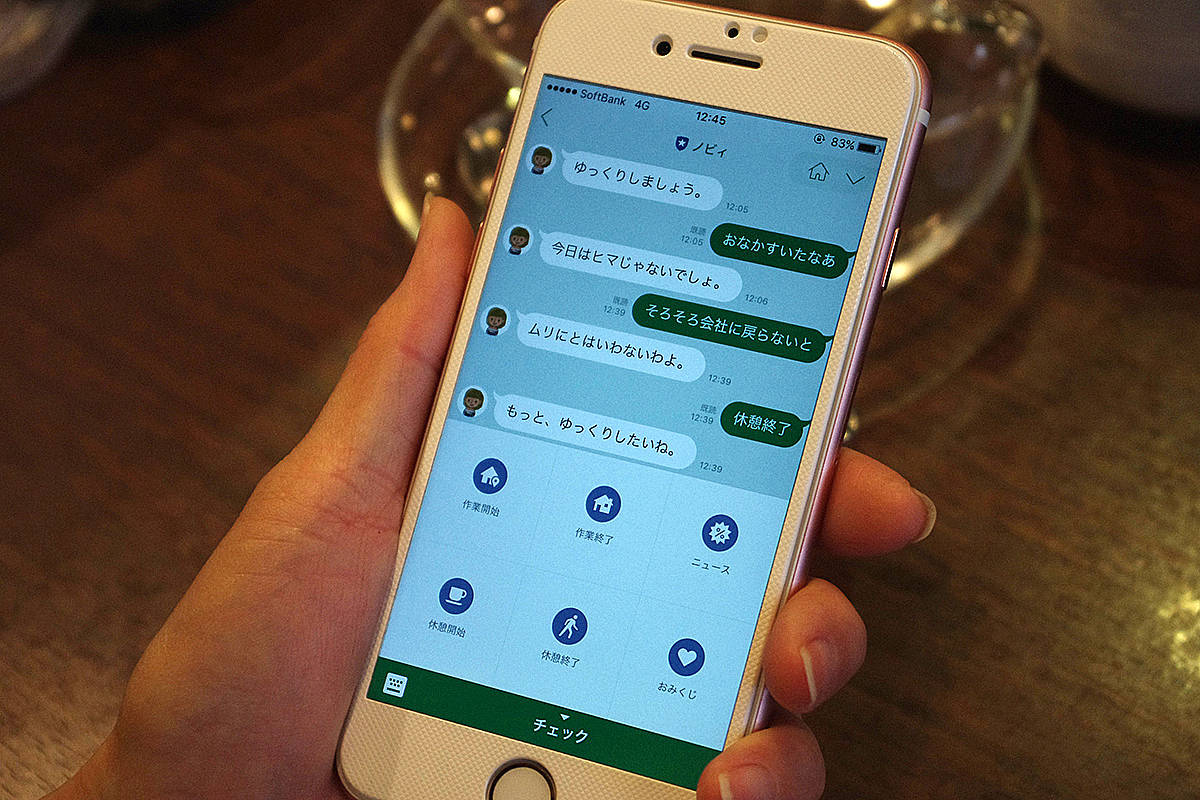 SoftBank 4G 12:45 83%
ノビィ
ゆっくりしましょう。
12:05
既読
12:05
おなかすいたなあ
今日はヒマじゃないでしょ。
12:06
既読
12:39
そろそろ会社に戻らないと
ムリにとはいわないわよ。
12:39
既読
12:39
休憩終了
もっと、ゆっくりしたいね。
12:39
作業開始
作業終了
ニュース
休憩開始
休憩終了
おみくじ
チェック